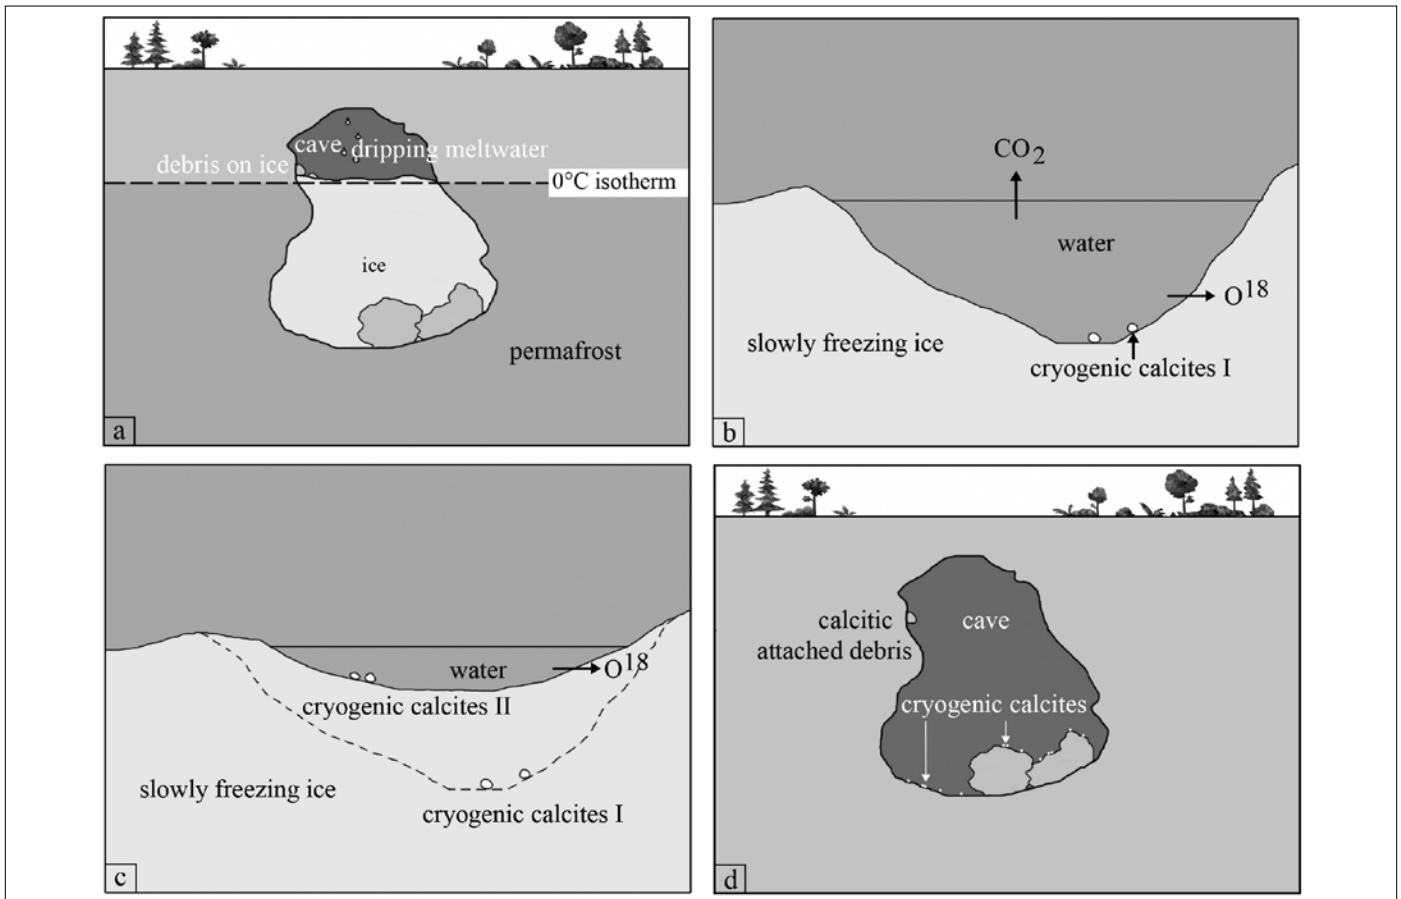 cave
dripping meltwater
debris on ice
0°C isotherm
ice
permafrost
a
CO2
water
O18
slowly freezing ice
cryogenic calcites I
b
water
O18
cryogenic calcites II
slowly freezing ice
cryogenic calcites I
c
calcitic
attached debris
cave
cryogenic calcites
d